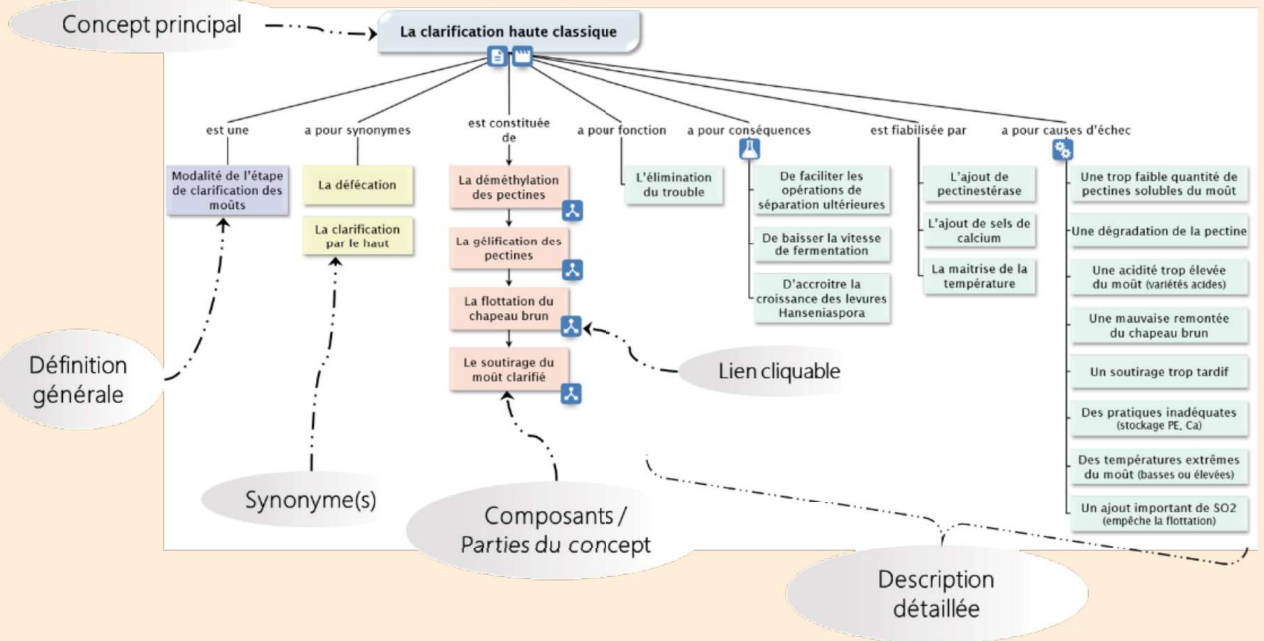 Concept principal
La clarification haute classique
est une
a pour synonymes
est constituée
de
a pour fonction
a pour conséquences
est fiabilisée par
a pour causes d'échec
Modalité de l'étape
de clarification des
moûts
La défécation
La clarification
par le haut
La déméthylation
des pectines
La gélification des
pectines
La flottation du
chapeau brun
Le soutirage du
moût clarifié
L'élimination
du trouble
De faciliter les
opérations de
séparation ultérieures
De baisser la vitesse
de fermentation
D'accroitre la
croissance des levures
Hanseniaspora
L'ajout de
pectinestérase
L'ajout de sels de
calcium
La maitrise de la
température
Une trop faible quantité de
pectines solubles du moût
Une dégradation de la pectine
Une acidité trop élevée
du moût (variétés acides)
Une mauvaise remontée
du chapeau brun
Un soutirage trop tardif
Des pratiques inadéquates
(stockage PE, Ca)
Des températures extrêmes
du moût (basses ou élevées)
Un ajout important de SO2
(empêche la flottation)
Définition
générale
Synonyme(s)
Composants /
Parties du concept
Lien cliquable
Description
détaillée